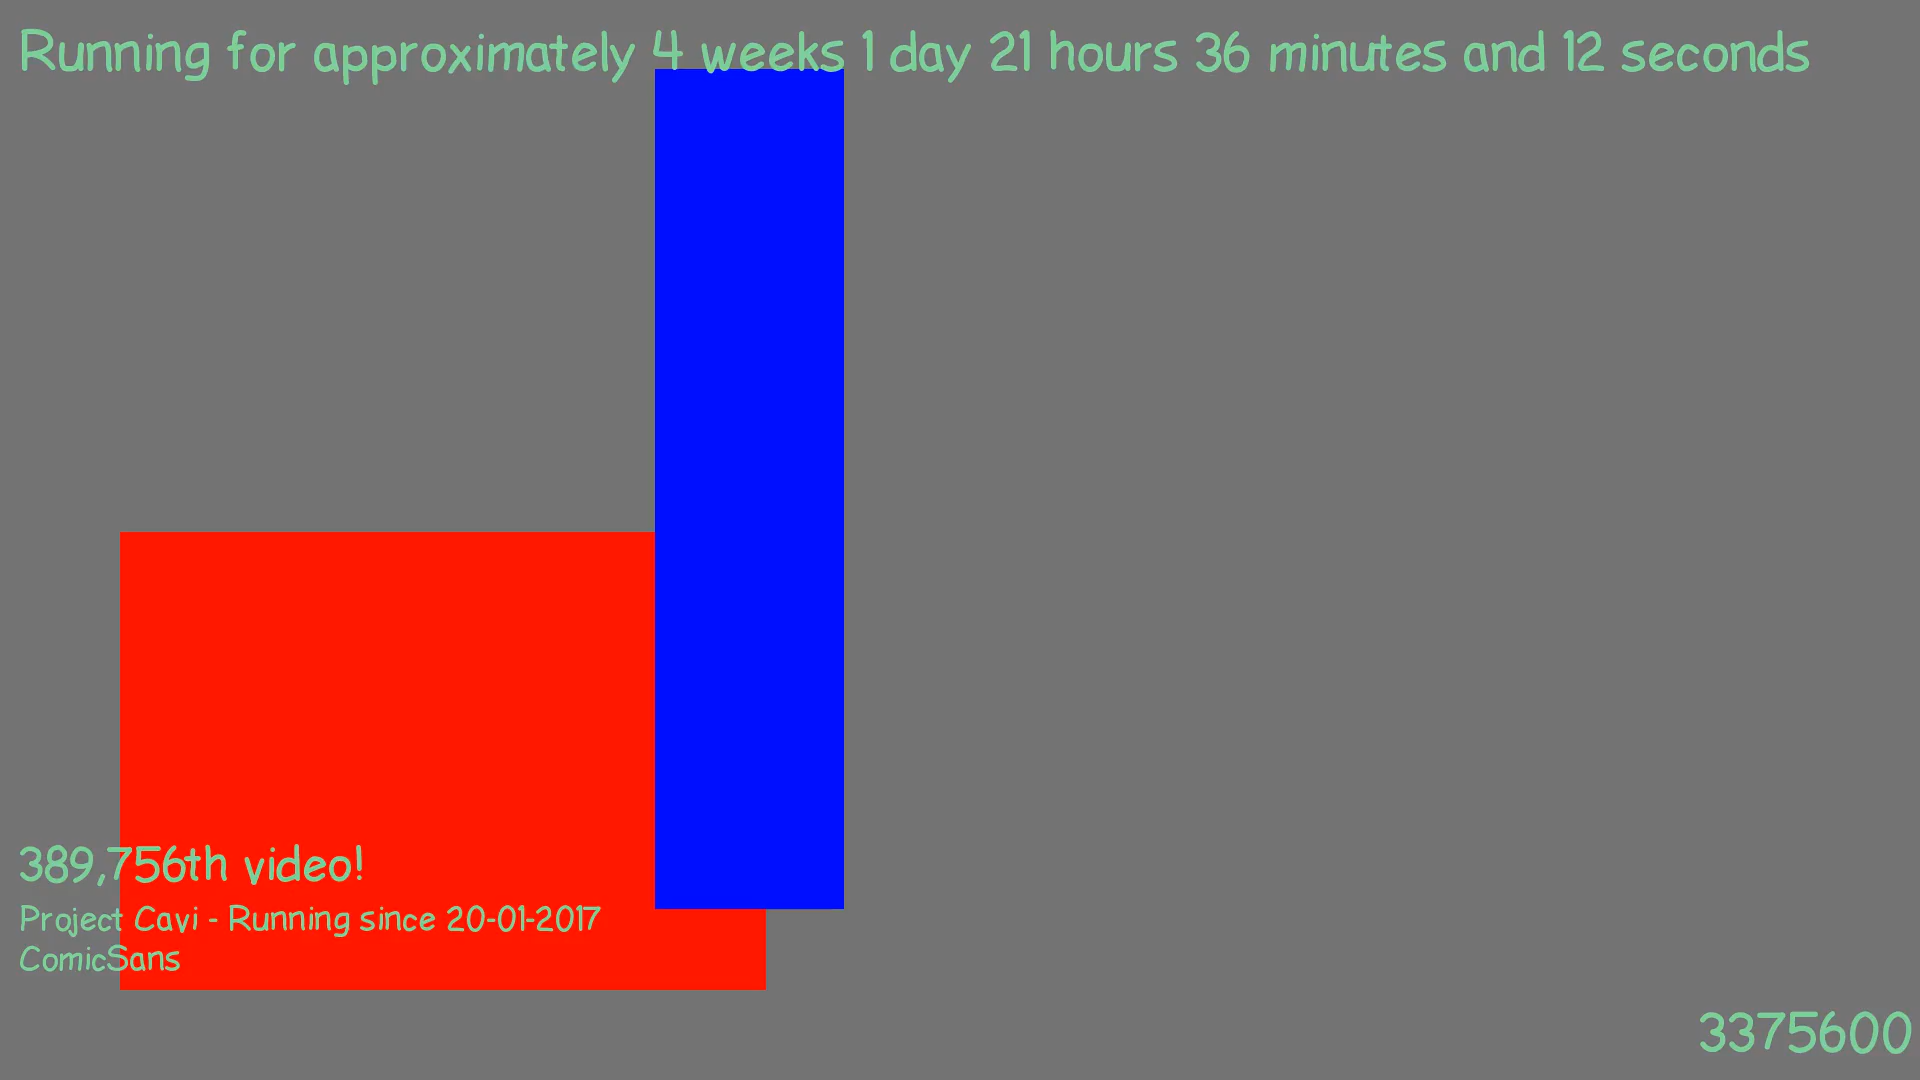 Running for approximately 4 weeks 1 day 21 hours 36 minutes and 12 seconds
389,756th video!
Project Cavi - Running since 20-01-2017
ComicSans
3375600